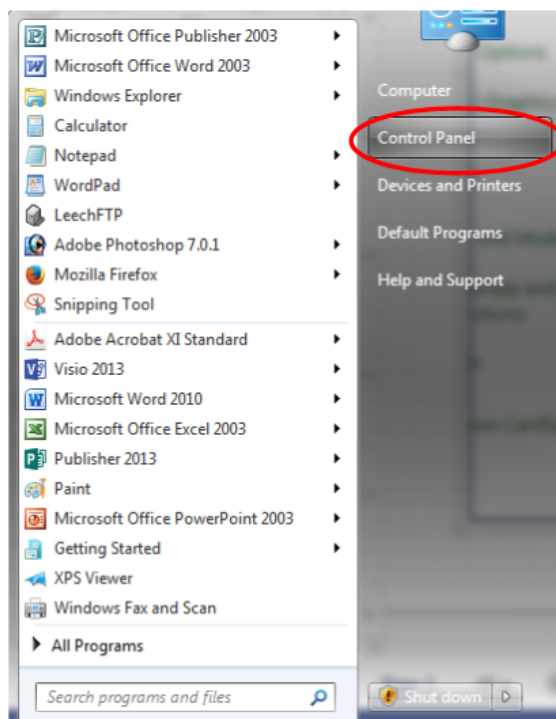 Microsoft Office Publisher 2003
Microsoft Office Word 2003
Windows Explorer
Calculator
Notepad
WordPad
LeechFTP
Adobe Photoshop 7.0.1
Mozilla Firefox
Snipping Tool
Adobe Acrobat XI Standard
Visio 2013
Microsoft Word 2010
Microsoft Office Excel 2003
Publisher 2013
Paint
Microsoft Office PowerPoint 2003
Getting Started
XPS Viewer
Windows Fax and Scan
All Programs
Search programs and files
Computer
Control Panel
Devices and Printers
Default Programs
Help and Support
Shut down